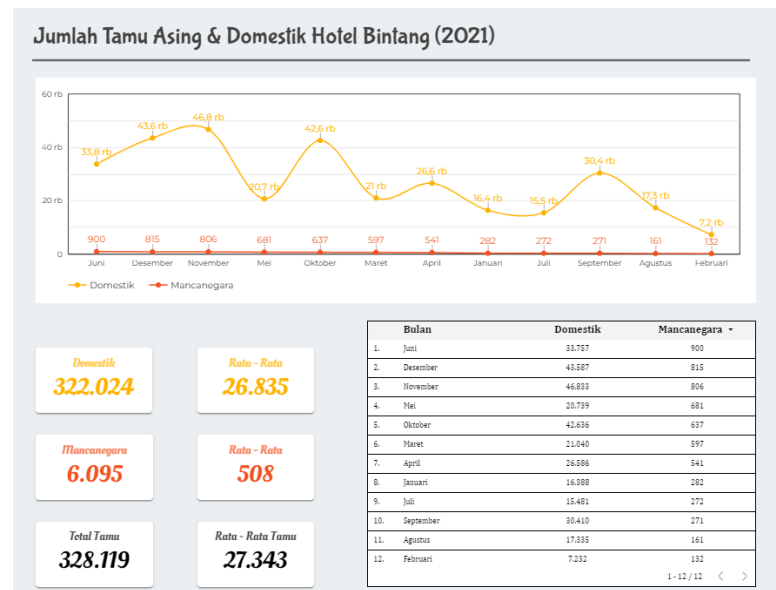 Jumlah Tamu Asing & Domestik Hotel Bintang (2021)
60 rb
40 rb
20 rb
0
33,8 rb
43,6 rb
46,8 rb
20,7 rb
42,6 rb
21 rb
26,6 rb
16,4 rb
15,5 rb
30,4 rb
17,3 rb
7,2 rb
900 815 806 681 637 597 541 282 272 271 161 132
Juni Desember November Mei Oktober Maret April Januari Juli September Agustus Februari
Domestik Mancanegara
Domestik
322.024
Rata - Rata
26.835
Mancanegara
6.095
Rata - Rata
508
Total Tamu
328.119
Rata - Rata Tamu
27.343
Bulan Domestik Mancanegara
1. Juni 33.757 900
2. Desember 43.587 815
3. November 46.833 806
4. Mei 20.739 681
5. Oktober 42.636 637
6. Maret 21.040 597
7. April 26.586 541
8. Januari 16.388 282
9. Juli 15.481 272
10. September 30.410 271
11. Agustus 17.335 161
12. Februari 7.232 132
1 - 12 / 12